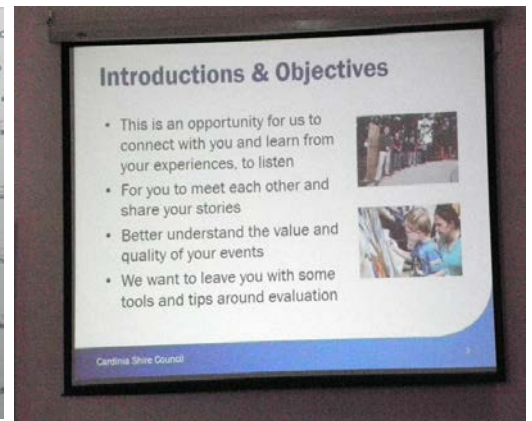 Introductions & Objectives
• This is an opportunity for us to
connect with you and learn from
your experiences, to listen
• For you to meet each other and
share your stories
• Better understand the value and
quality of your events
• We want to leave you with some
tools and tips around evaluation
Cardinia Shire Council